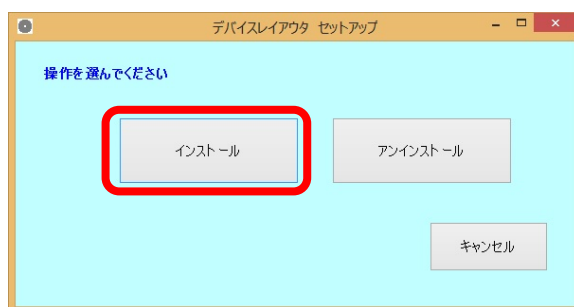 デバイスレイアウタ セットアップ
操作を選んでください
インストール
アンインストール
キャンセル